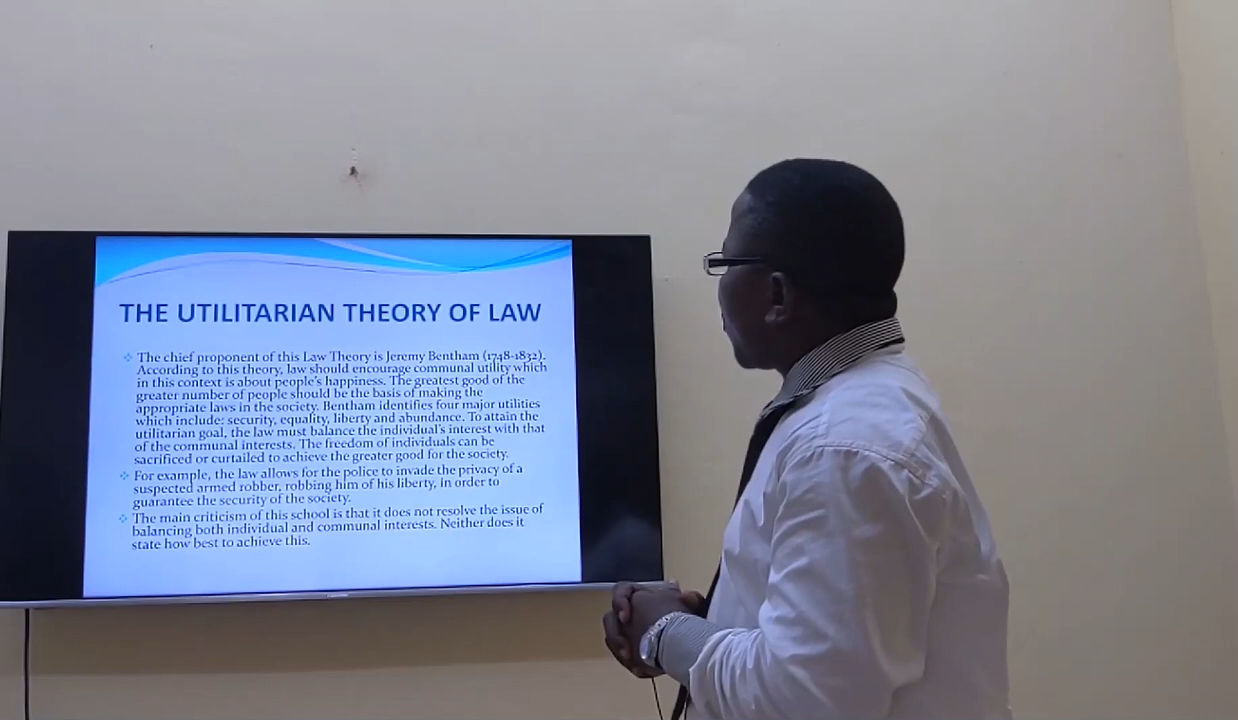 THE UTILITARIAN THEORY OF LAW
The chief proponent of this Law Theory is Jeremy Bentham (1748-1832).
According to this theory, law should encourage communal utility which
in this context is about people's happiness. The greatest good of the
greater number of people should be the basis of making the
appropriate laws in the society. Bentham identifies four major utilities
which include: security, equality, liberty and abundance. To attain the
utilitarian goal, the law must balance the individual's interest with that
of the communal interests. The freedom of individuals can be
sacrificed or curtailed to achieve the greater good for the society.
For example, the law allows for the police to invade the privacy of a
suspected armed robber, robbing him of his liberty, in order to
guarantee the security of the society.
The main criticism of this school is that it does not resolve the issue of
balancing both individual and communal interests. Neither does it
state how best to achieve this.